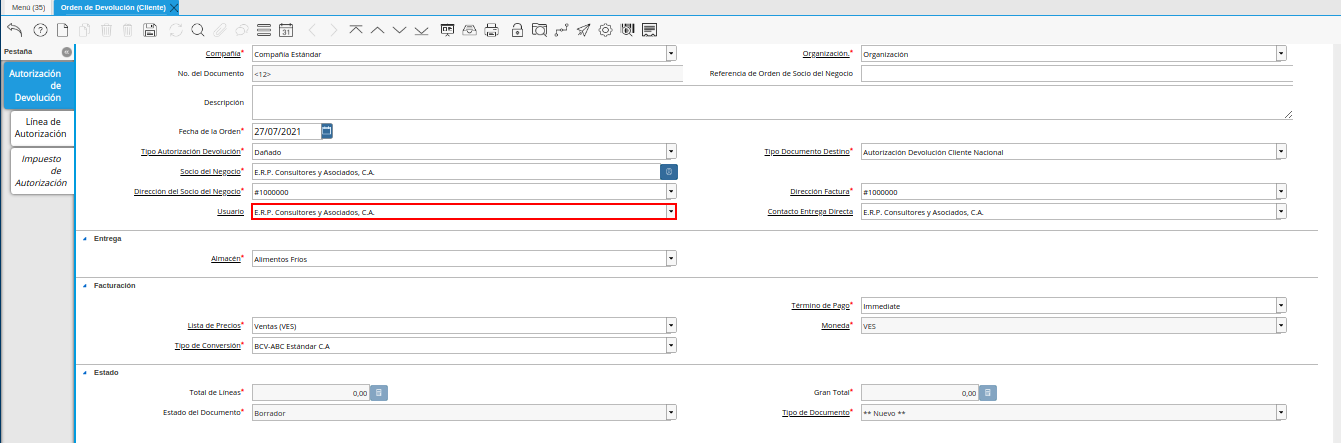 Menú (35) Orden de Devolución (Cliente)
31
Pestaña
Autorización de Devolución
Línea de Autorización
Impuesto de Autorización
Compañía* Compañia Estándar Organización.* Organización
No. del Documento <12> Referencia de Orden de Socio del Negocio
Descripción
Fecha de la Orden* 27/07/2021
Tipo Autorización Devolución* Dañado Tipo Documento Destino* Autorización Devolución Cliente Nacional
Socio del Negocio* E.R.P. Consultores y Asociados, C.A.
Dirección del Socio del Negocio* #1000000 Dirección Factura* #1000000
Usuario E.R.P. Consultores y Asociados, C.A. Contacto Entrega Directa E.R.P. Consultores y Asociados, C.A.
Entrega
Almacén* Alimentos Fríos
Facturación
Término de Pago* Immediate
Lista de Precios* Ventas (VES) Moneda* VES
Tipo de Conversión* BCV-ABC Estándar C.A
Estado
Total de Líneas* 0,00 Gran Total* 0,00
Estado del Documento* Borrador Tipo de Documento* ** Nuevo **